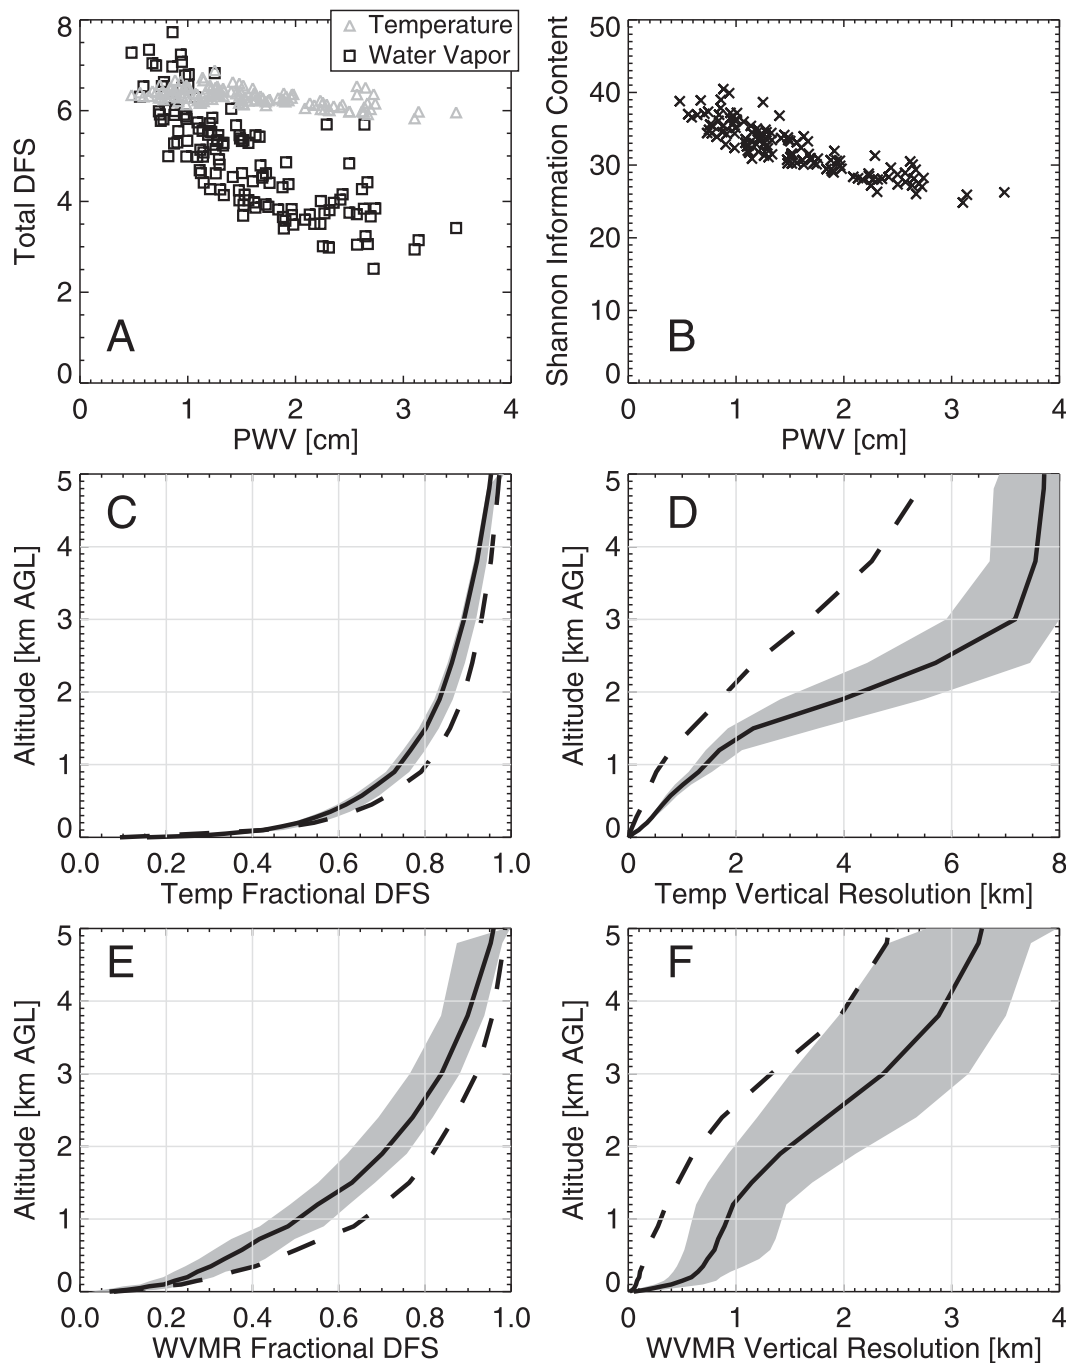 Temperature
Water Vapor
8
6
4
2
0
Total DFS
A
0 1 2 3 4
PWV [cm]
50
40
30
20
10
0
Shannon Information Content
B
0 1 2 3 4
PWV [cm]
5
4
3
2
1
0
Altitude [km AGL]
C
0.0 0.2 0.4 0.6 0.8 1.0
Temp Fractional DFS
5
4
3
2
1
0
Altitude [km AGL]
D
0 2 4 6 8
Temp Vertical Resolution [km]
5
4
3
2
1
0
Altitude [km AGL]
E
0.0 0.2 0.4 0.6 0.8 1.0
WVMR Fractional DFS
5
4
3
2
1
0
Altitude [km AGL]
F
0 1 2 3 4
WVMR Vertical Resolution [km]